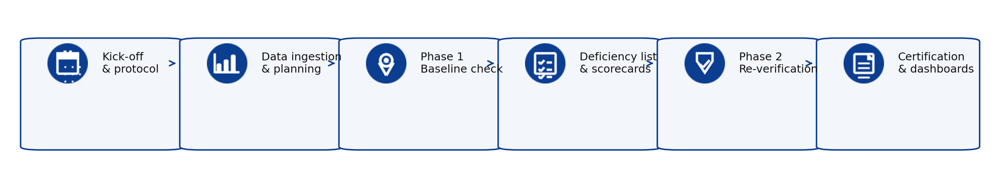 Kick-off
& protocol
Data ingestion
& planning
Phase 1
Baseline check
Deficiency list
& scorecards
Phase 2
Re-verification
Certification
& dashboards